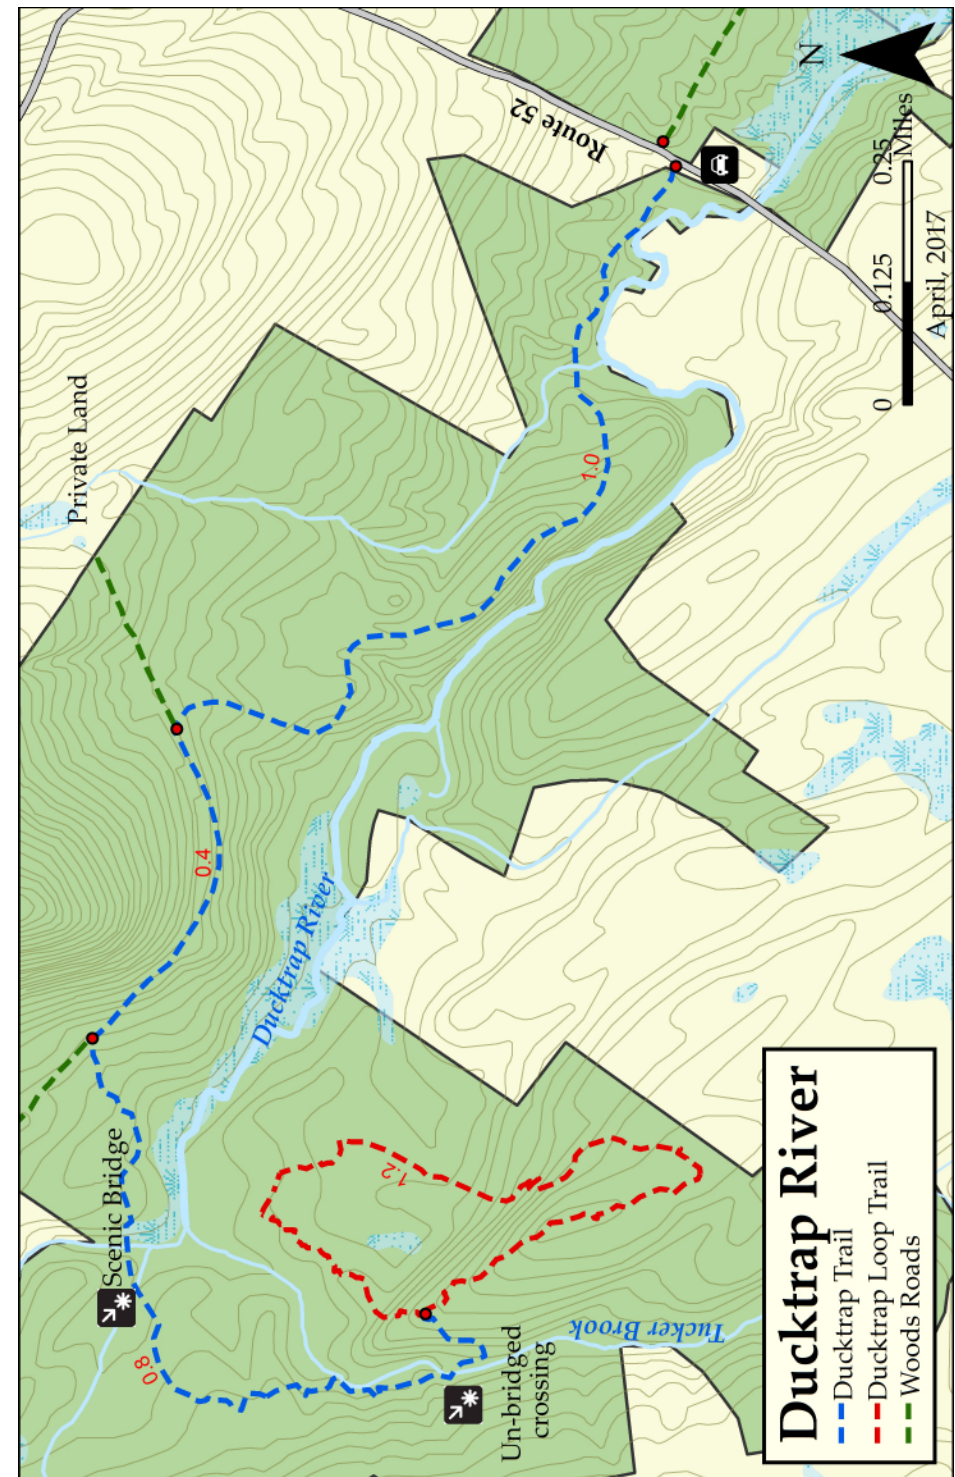 Private Land
Route 52
N
0
0.125
0.25
Miles
April, 2017
1.0
0.4
Ducktrap River
Scenic Bridge
0.8
1.2
Un-bridged
crossing
Tucker Brook
Ducktrap River
Ducktrap Trail
Ducktrap Loop Trail
Woods Roads